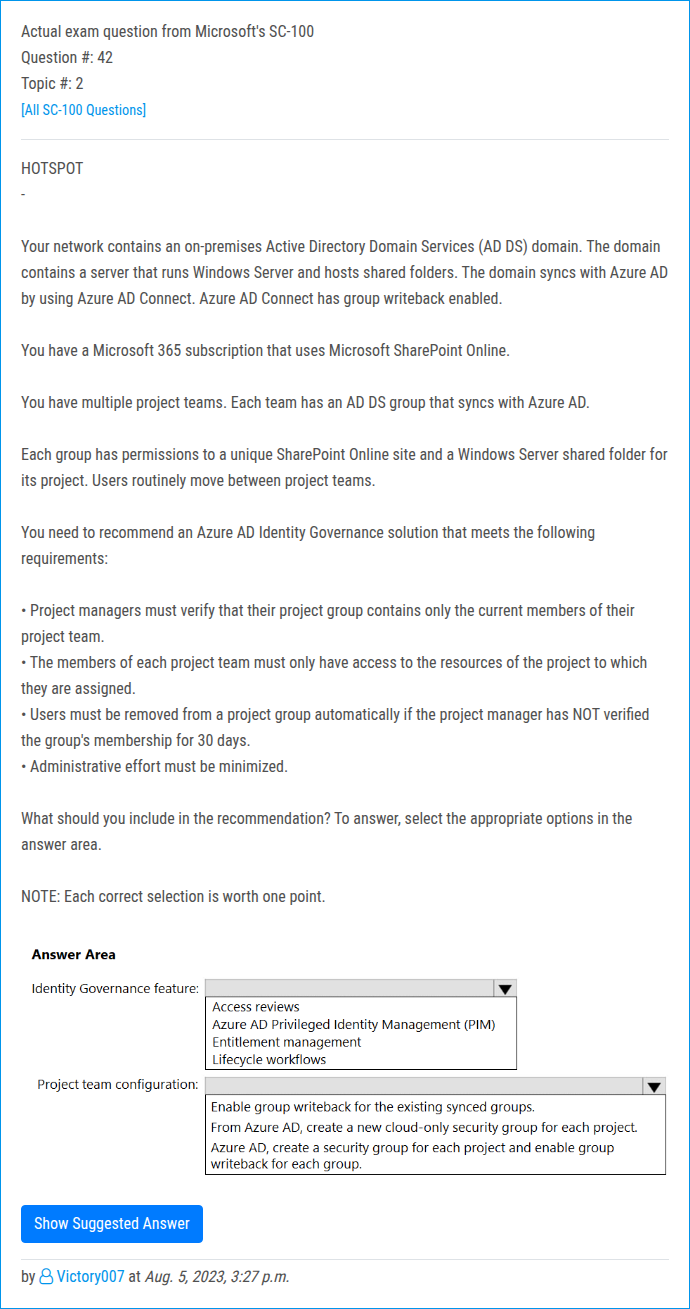 Actual exam question from Microsoft's SC-100
Question #: 42
Topic #: 2
[All SC-100 Questions]
HOTSPOT
-
Your network contains an on-premises Active Directory Domain Services (AD DS) domain. The domain
contains a server that runs Windows Server and hosts shared folders. The domain syncs with Azure AD
by using Azure AD Connect. Azure AD Connect has group writeback enabled.
You have a Microsoft 365 subscription that uses Microsoft SharePoint Online.
You have multiple project teams. Each team has an AD DS group that syncs with Azure AD.
Each group has permissions to a unique SharePoint Online site and a Windows Server shared folder for
its project. Users routinely move between project teams.
You need to recommend an Azure AD Identity Governance solution that meets the following
requirements:
• Project managers must verify that their project group contains only the current members of their
project team.
• The members of each project team must only have access to the resources of the project to which
they are assigned.
• Users must be removed from a project group automatically if the project manager has NOT verified
the group's membership for 30 days.
• Administrative effort must be minimized.
What should you include in the recommendation? To answer, select the appropriate options in the
answer area.
NOTE: Each correct selection is worth one point.
Answer Area
Identity Governance feature:
Access reviews
Azure AD Privileged Identity Management (PIM)
Entitlement management
Lifecycle workflows
Project team configuration:
Enable group writeback for the existing synced groups.
From Azure AD, create a new cloud-only security group for each project.
Azure AD, create a security group for each project and enable group
writeback for each group.
Show Suggested Answer
by Victory007 at Aug. 5, 2023, 3:27 p.m.